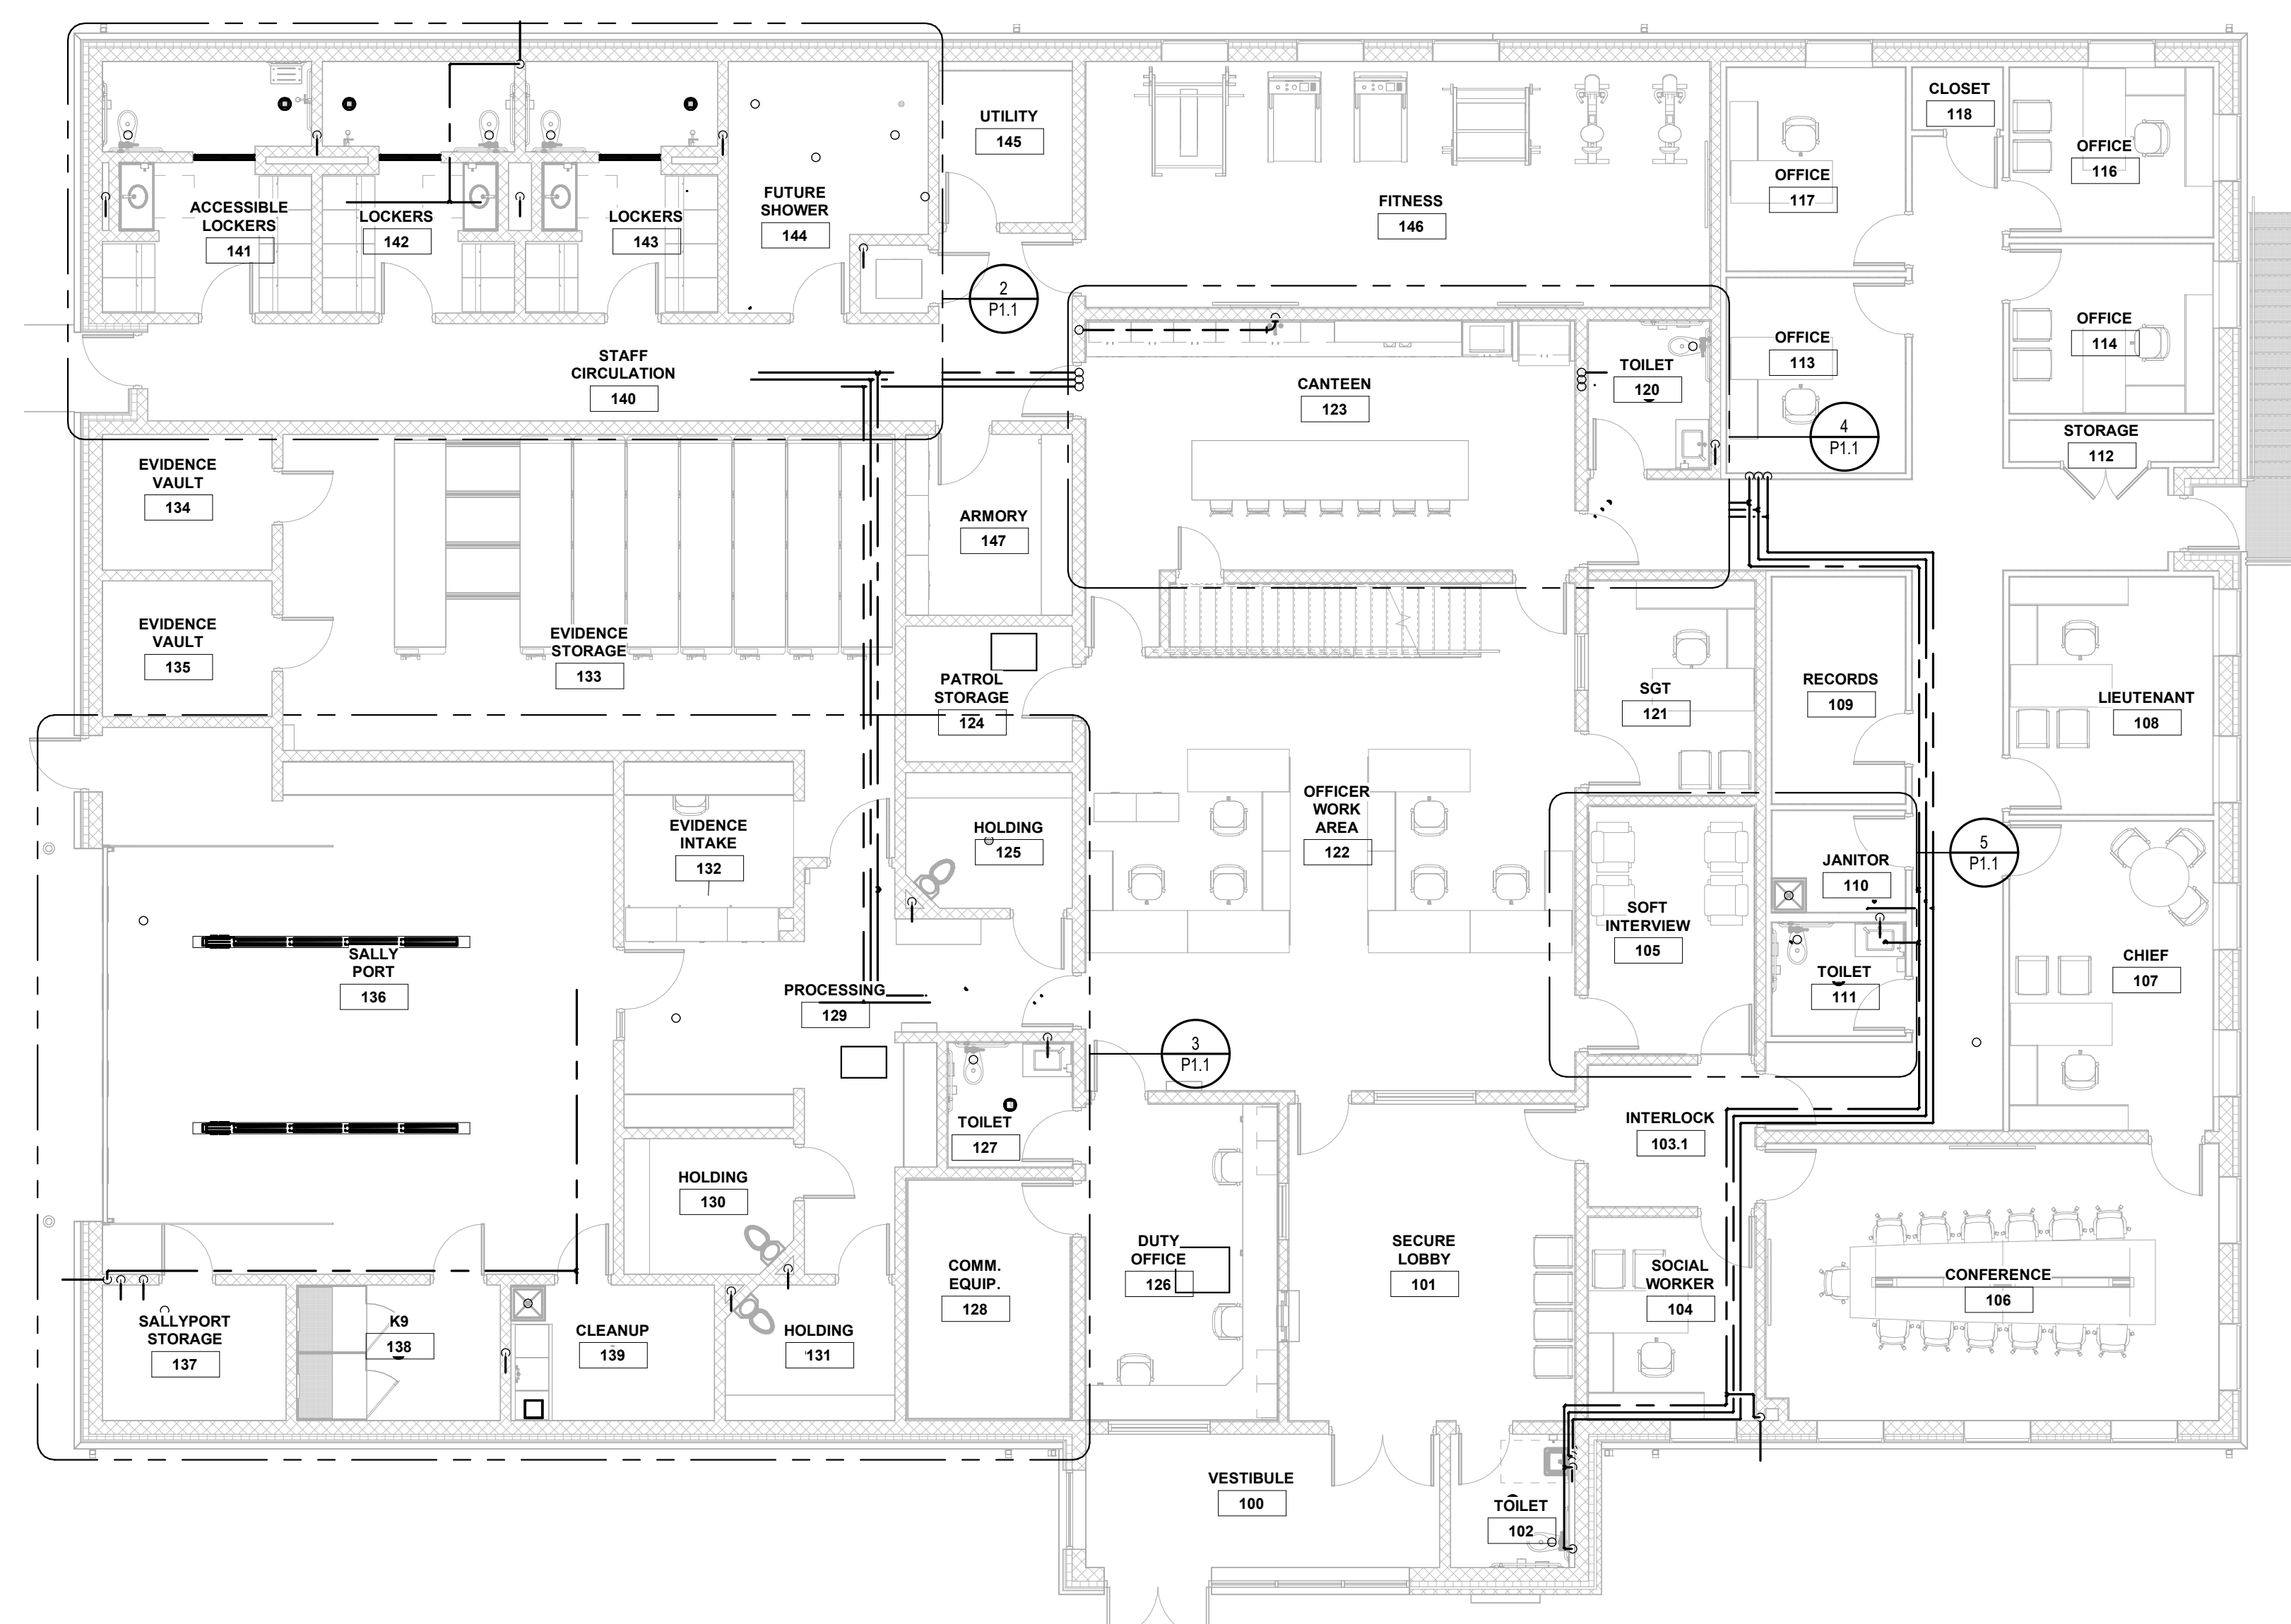 CLOSET
118
UTILITY
145
OFFICE
116
OFFICE
117
ACCESSIBLE
LOCKERS
141
LOCKERS
142
LOCKERS
143
FUTURE
SHOWER
144
FITNESS
146
2
P1.1
OFFICE
114
OFFICE
113
STAFF
CIRCULATION
140
CANTEEN
123
TOILET
120
4
P1.1
STORAGE
112
EVIDENCE
VAULT
134
ARMORY
147
EVIDENCE
VAULT
135
EVIDENCE
STORAGE
133
PATROL
STORAGE
124
SGT
121
RECORDS
109
LIEUTENANT
108
OFFICER
WORK
AREA
122
EVIDENCE
INTAKE
132
HOLDING
125
5
P1.1
JANITOR
110
SOFT
INTERVIEW
105
SALLY
PORT
136
CHIEF
107
TOILET
111
PROCESSING
129
3
P1.1
TOILET
127
INTERLOCK
103.1
HOLDING
130
DUTY
OFFICE
126
SECURE
LOBBY
101
COMM.
EQUIP.
128
SOCIAL
WORKER
104
CONFERENCE
106
SALLYPORT
STORAGE
137
K9
138
CLEANUP
139
HOLDING
131
VESTIBULE
100
TOILET
102